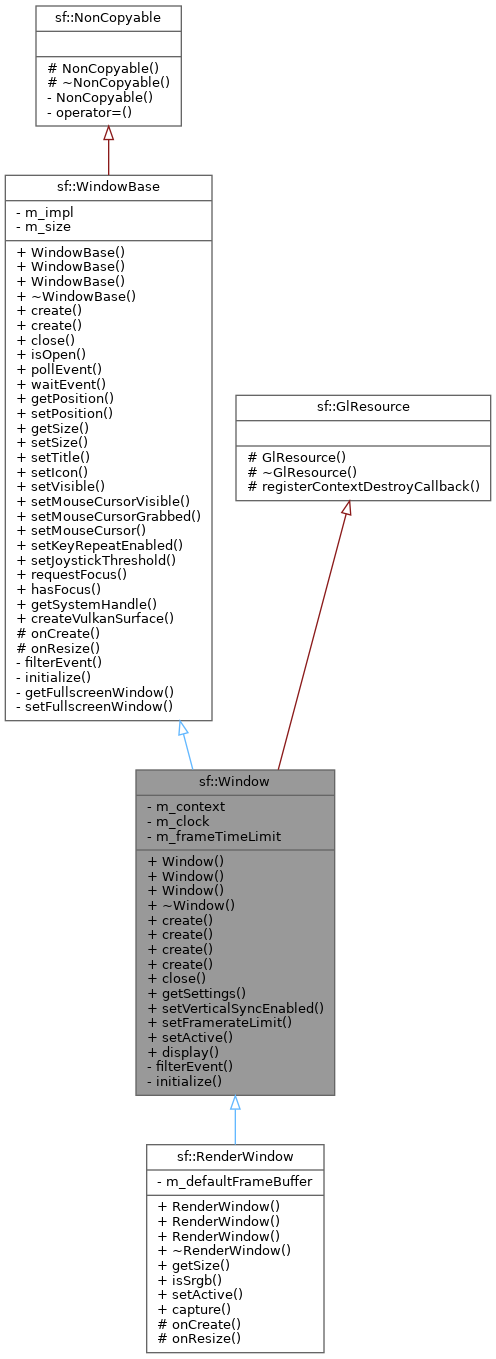 sf::NonCopyable
# NonCopyable()
# ~NonCopyable()
- NonCopyable()
- operator=()
sf::WindowBase
- m_impl
- m_size
+ WindowBase()
+ WindowBase()
+ WindowBase()
+ ~WindowBase()
+ create()
+ create()
+ close()
+ isOpen()
+ pollEvent()
+ waitEvent()
+ getPosition()
+ setPosition()
+ getSize()
+ setSize()
+ setTitle()
+ setIcon()
+ setVisible()
+ setMouseCursorVisible()
+ setMouseCursorGrabbed()
+ setMouseCursor()
+ setKeyRepeatEnabled()
+ setJoystickThreshold()
+ requestFocus()
+ hasFocus()
+ getSystemHandle()
+ createVulkanSurface()
# onCreate()
# onResize()
- filterEvent()
- initialize()
- getFullscreenWindow()
- setFullscreenWindow()
sf::GlResource
# GlResource()
# ~GlResource()
# registerContextDestroyCallback()
sf::Window
- m_context
- m_clock
- m_frameTimeLimit
+ Window()
+ Window()
+ Window()
+ ~Window()
+ create()
+ create()
+ create()
+ create()
+ close()
+ getSettings()
+ setVerticalSyncEnabled()
+ setFramerateLimit()
+ setActive()
+ display()
- filterEvent()
- initialize()
sf::RenderWindow
- m_defaultFrameBuffer
+ RenderWindow()
+ RenderWindow()
+ RenderWindow()
+ ~RenderWindow()
+ getSize()
+ isSrgb()
+ setActive()
+ capture()
# onCreate()
# onResize()